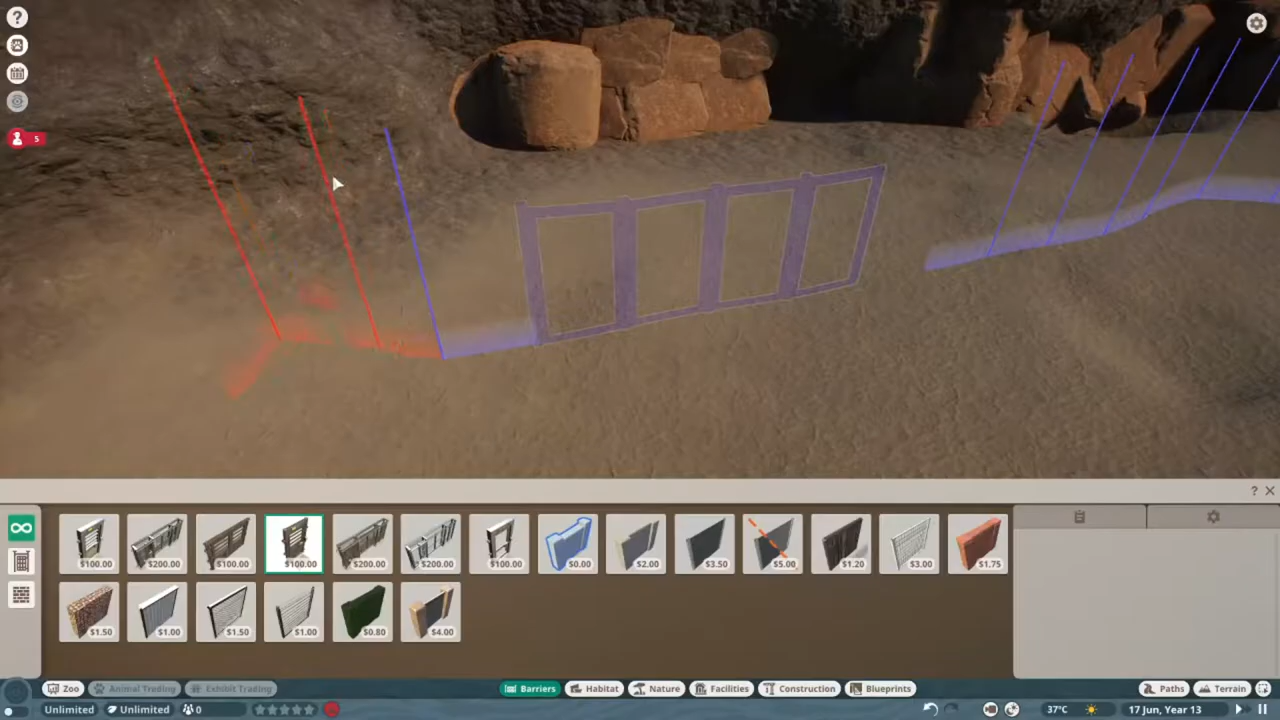 ?
5
? ×
$100.00 $200.00 $100.00 $100.00 $200.00 $200.00 $100.00 $0.00 $2.00 $3.50 $5.00 $1.20 $3.00 $1.75
$1.50 $1.00 $1.50 $1.00 $0.80 $4.00
Zoo Animal Trading Exhibit Trading Barriers Habitat Nature Facilities Construction Blueprints Paths Terrain
Unlimited Unlimited 0 37°C 17 Jun, Year 13